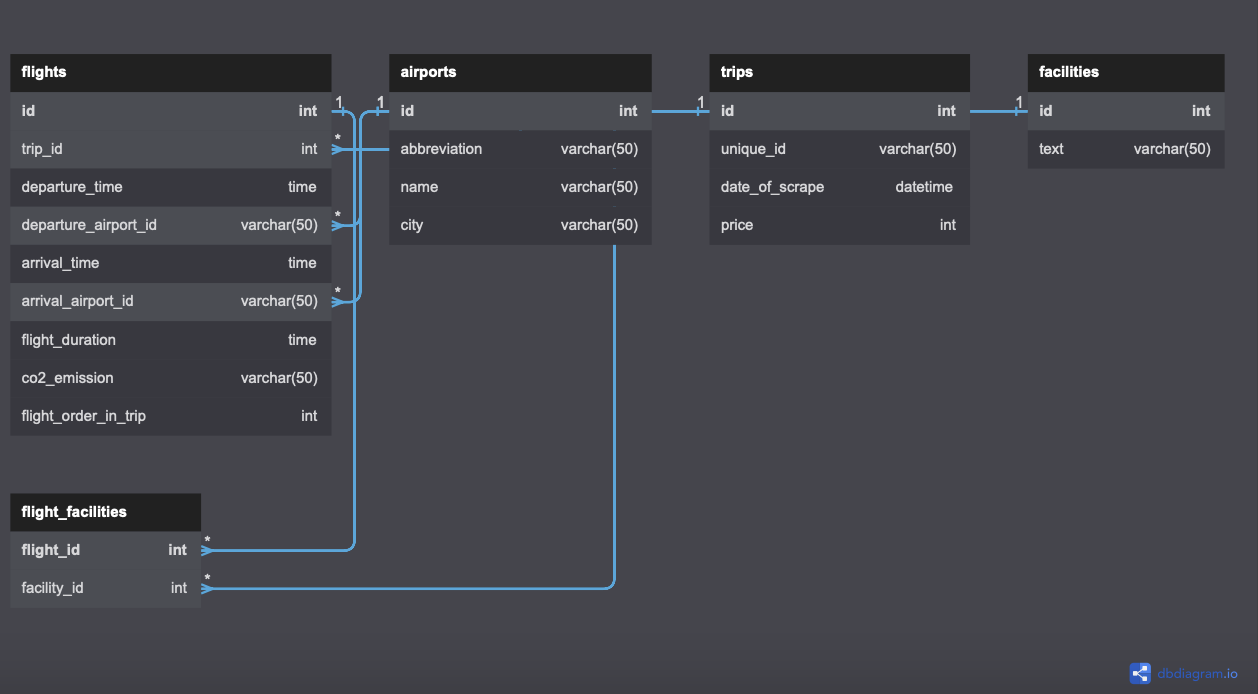 flights
id int
trip_id int
departure_time time
departure_airport_id varchar(50)
arrival_time time
arrival_airport_id varchar(50)
flight_duration time
co2_emission varchar(50)
flight_order_in_trip int
1
*
*
*
1
airports
id int
abbreviation varchar(50)
name varchar(50)
city varchar(50)
1
trips
id int
unique_id varchar(50)
date_of_scrape datetime
price int
1
facilities
id int
text varchar(50)
flight_facilities
flight_id int
facility_id int
*
*
dbdiagram.io